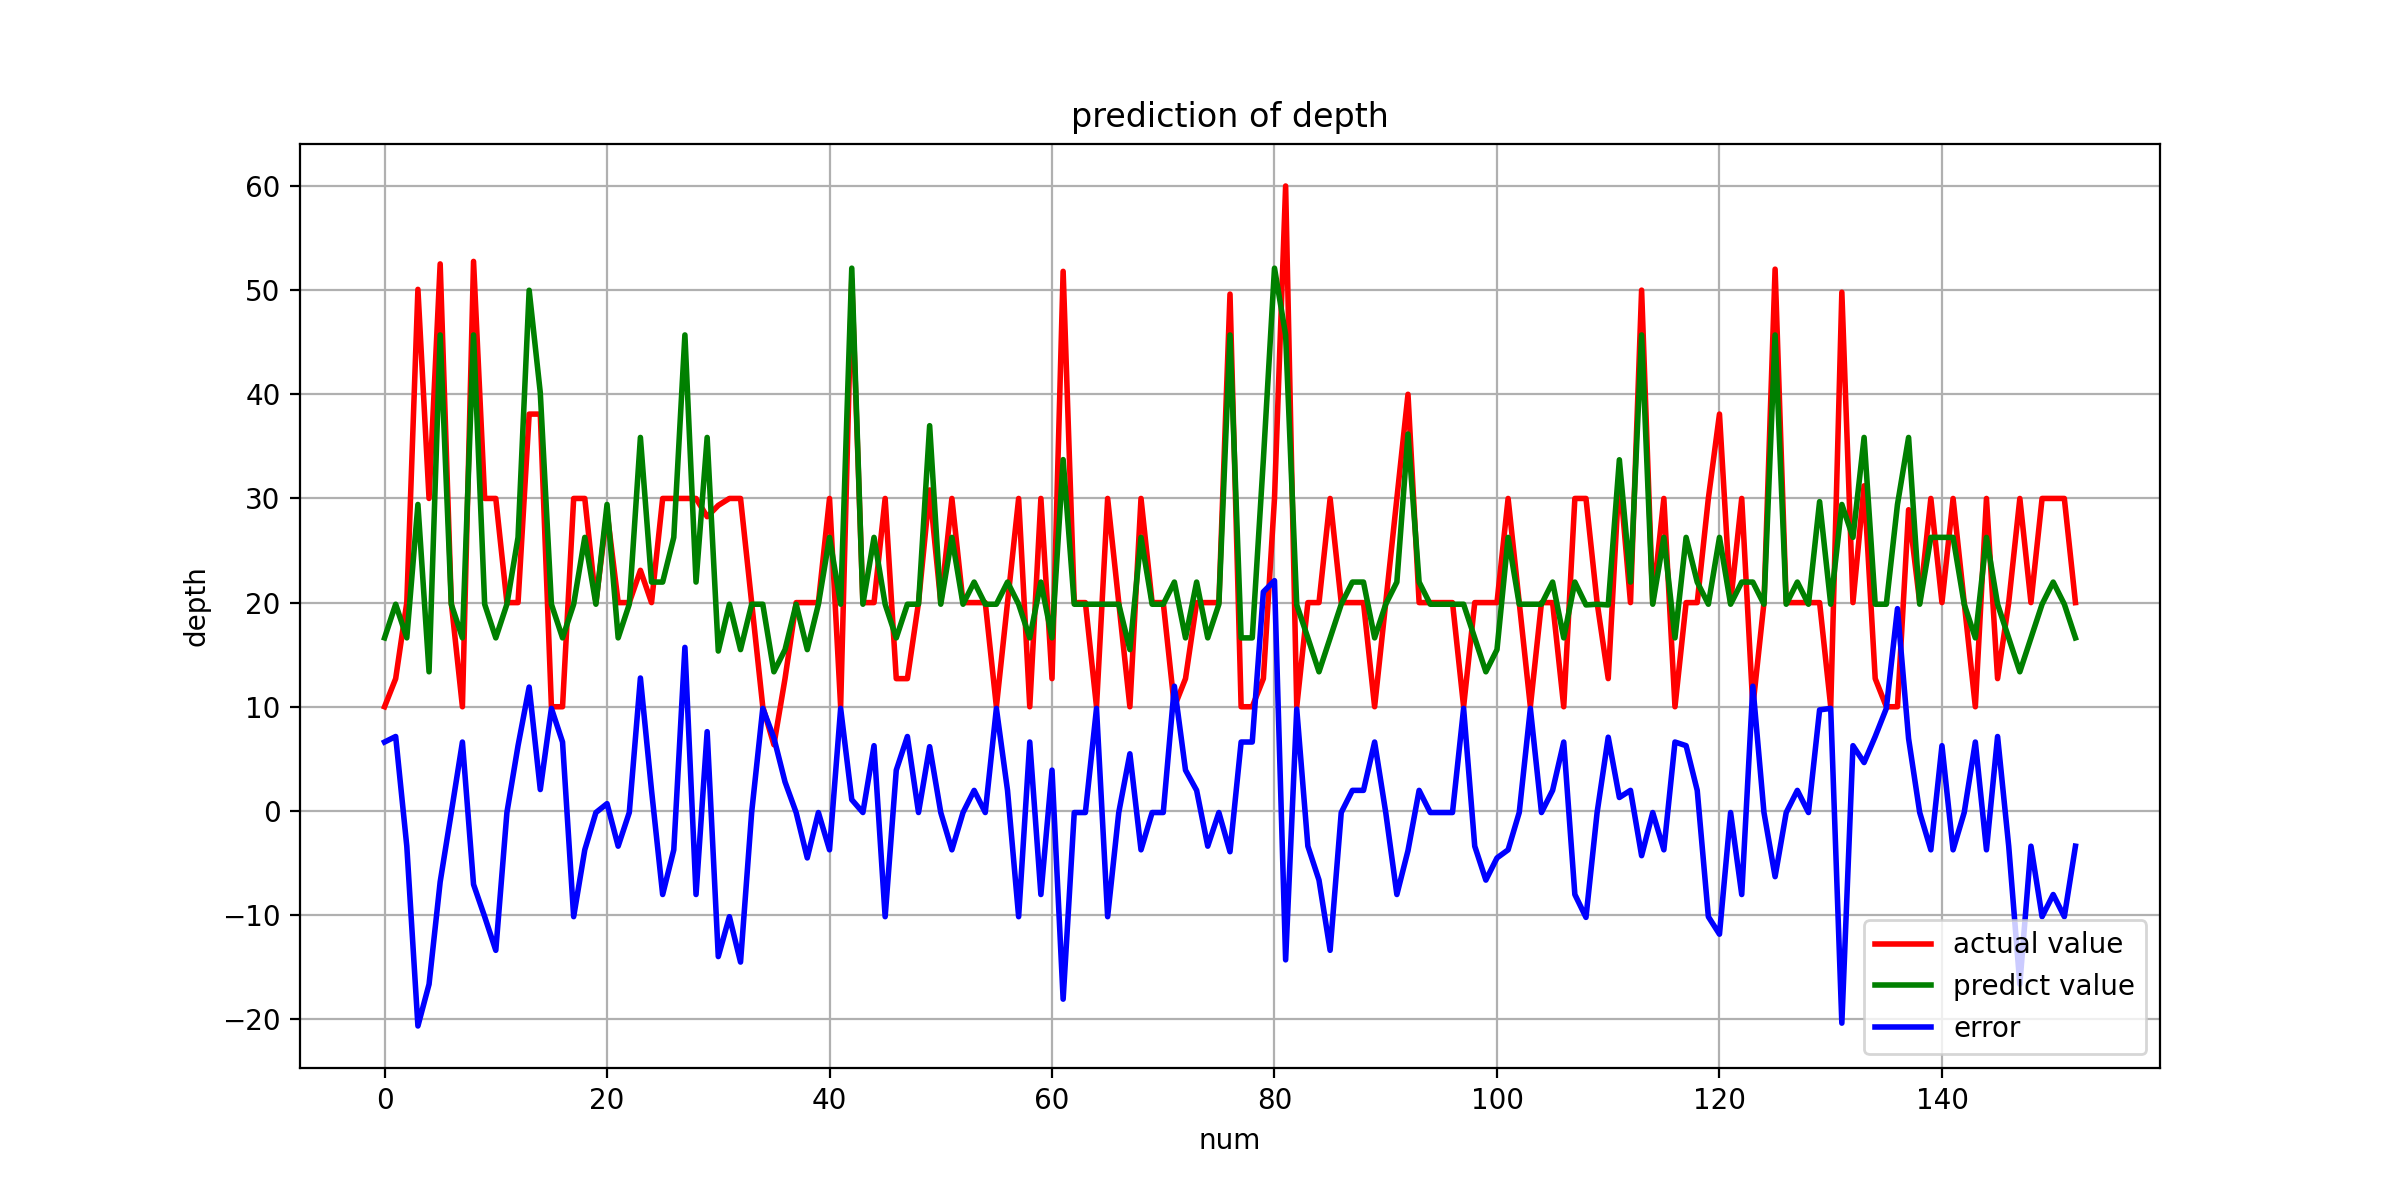 prediction of depth
60
50
40
30
20
10
0
−10
−20
depth
0 20 40 60 80 100 120 140
num
actual value
predict value
error